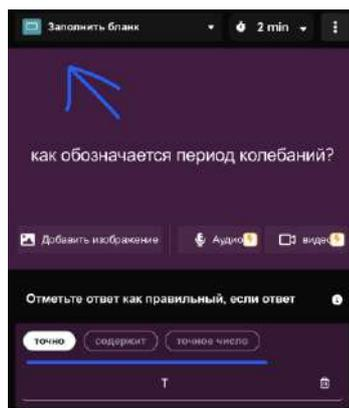 Заполнить бланк 2 min
как обозначается период колебаний?
Добавить изображение Аудио видео
Отметьте ответ как правильный, если ответ
точно содержит точное число
T